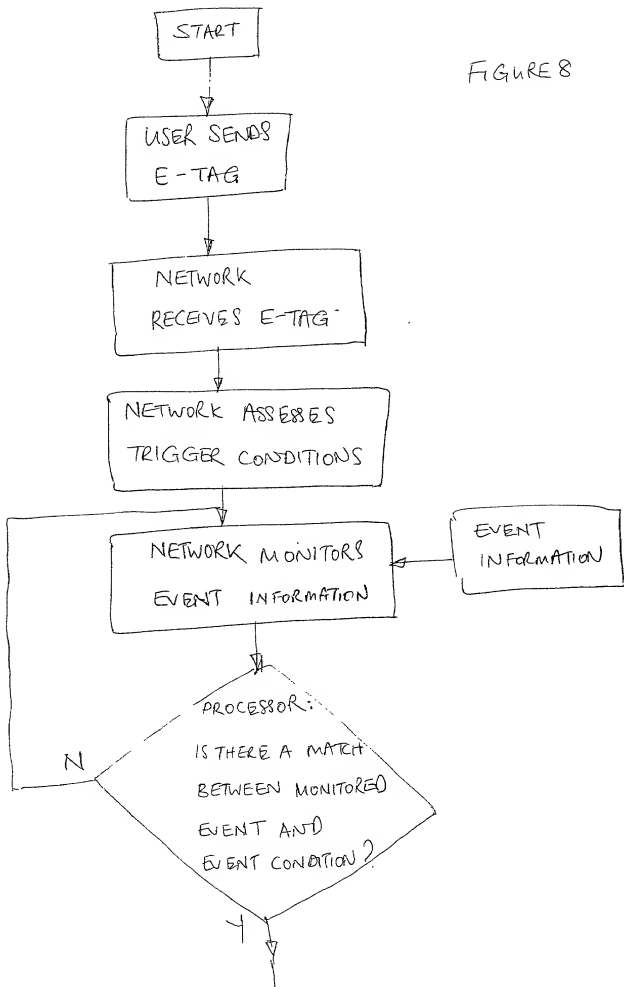 START
FIGURE 8
USER SENDS
E-TAG
NETWORK
RECEIVES E-TAG
NETWORK ASSESSES
TRIGGER CONDITIONS
NETWORK MONITORS
EVENT INFORMATION
EVENT
INFORMATION
PROCESSOR:
IS THERE A MATCH
BETWEEN MONITORED
EVENT AND
EVENT CONDITION?
N
Y